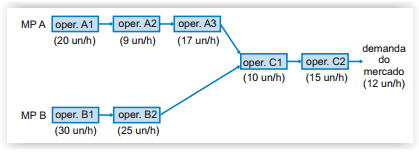 MP A oper. A1 oper. A2 oper. A3
(20 un/h) (9 un/h) (17 un/h)
oper. C1 oper. C2 demanda do mercado
(10 un/h) (15 un/h) (12 un/h)
MP B oper. B1 oper. B2
(30 un/h) (25 un/h)